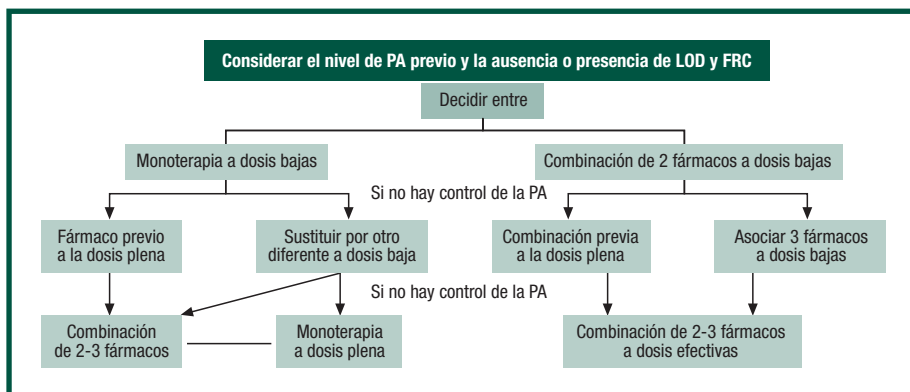 Considerar el nivel de PA previo y la ausencia o presencia de LOD y FRC
Decidir entre
Monoterapia a dosis bajas
Combinación de 2 fármacos a dosis bajas
Si no hay control de la PA
Fármaco previo
a la dosis plena
Sustituir por otro
diferente a dosis baja
Combinación previa
a la dosis plena
Asociar 3 fármacos
a dosis bajas
Si no hay control de la PA
Combinación
de 2-3 fármacos
Monoterapia
a dosis plena
Combinación de 2-3 fármacos
a dosis efectivas